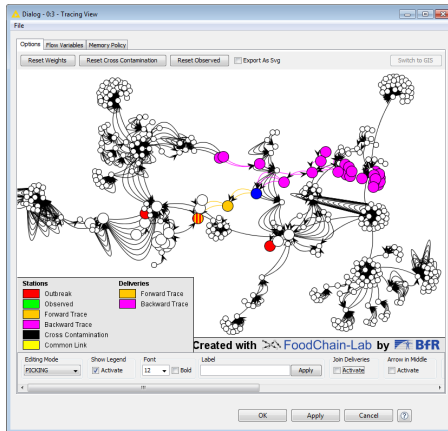 Dialog - 0:3 - Tracing View
File
Options Flow Variables Memory Policy
Reset Weights Reset Cross Contamination Reset Observed Export As Svg Switch to GIS
Stations Deliveries
Outbreak Forward Trace
Observed Backward Trace
Forward Trace
Backward Trace
Cross Contamination
Common Link
Created with FoodChain-Lab by BfR
Editing Mode Show Legend Font Label Join Deliveries Arrow in Middle
PICKING Activate 12 Bold Apply Activate Activate
OK Apply Cancel ?